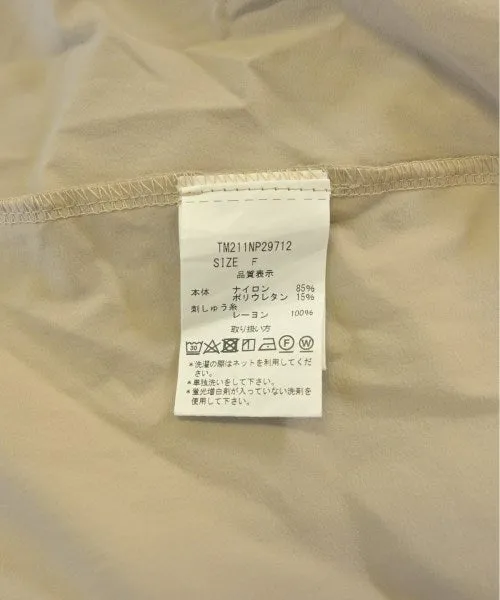 TM211NP29712
SIZE F
品質表示
本体 ナイロン 85%
ポリウレタン 15%
刺しゅう糸
レーヨン 100%
取り扱い方
30 F W
*洗濯の際はネットを使用してくだ
さい。
*単独洗いをして下さい。
*蛍光増白剤が入っていない洗剤を
使用して下さい。